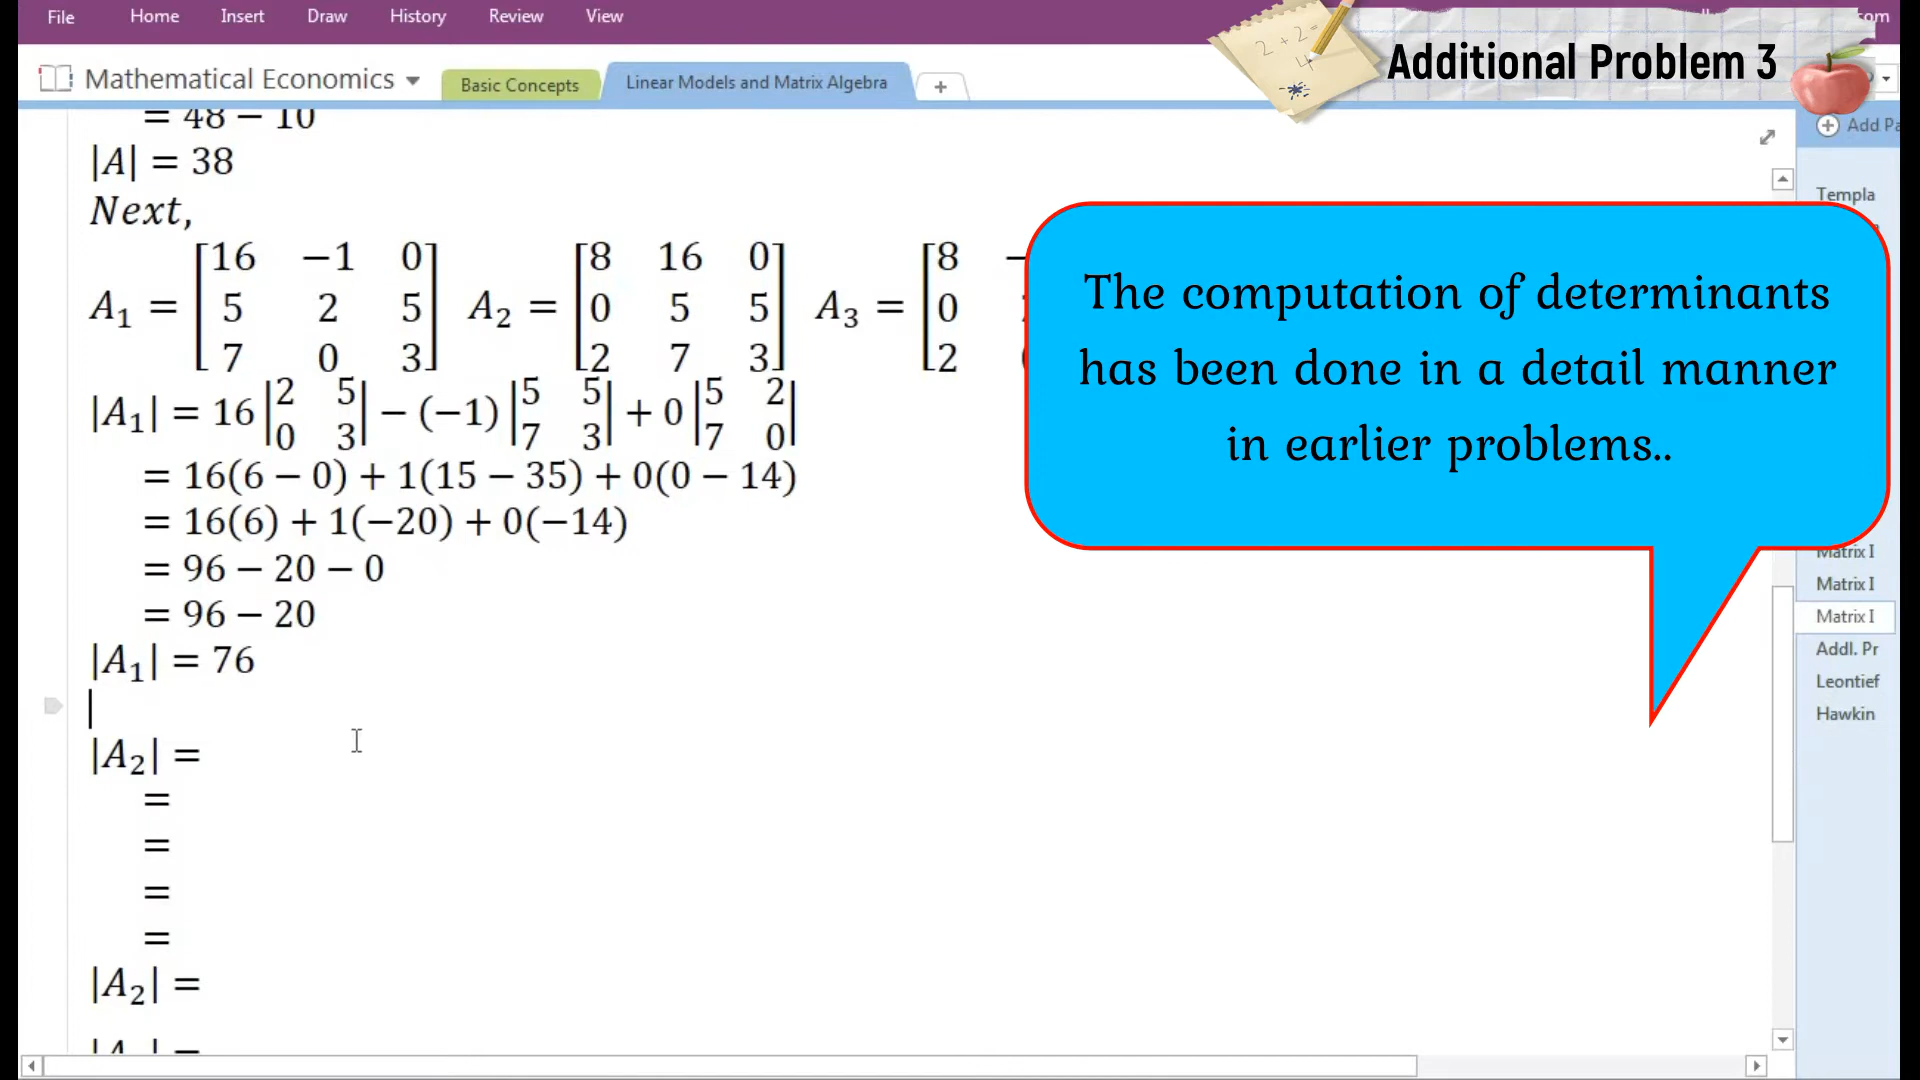 File Home Insert Draw History Review View
com
2 + 2 =
4
Additional Problem 3
Mathematical Economics Basic Concepts Linear Models and Matrix Algebra +
Add Pa
= 48 − 10
|A| = 38
Next,
A₁ = [16 −1 0; 5 2 5; 7 0 3] A₂ = [8 16 0; 0 5 5; 2 7 3] A₃ = [8 −; 0; 2
|A₁| = 16 |2 5; 0 3| − (−1) |5 5; 7 3| + 0 |5 2; 7 0|
= 16(6 − 0) + 1(15 − 35) + 0(0 − 14)
= 16(6) + 1(−20) + 0(−14)
= 96 − 20 − 0
= 96 − 20
|A₁| = 76
|A₂| =
=
=
=
=
|A₂| =
The computation of determinants
has been done in a detail manner
in earlier problems..
Templa
Matrix I
Matrix I
Matrix I
Addl. Pr
Leontief
Hawkin